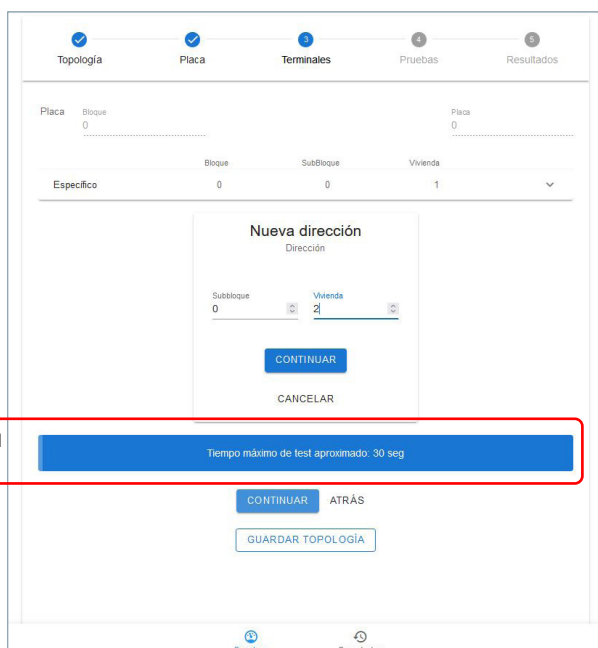 3 4 5
Topología Placa Terminales Pruebas Resultados
Placa Bloque Placa
0 0
Bloque SubBloque Vivienda
Específico 0 0 1
Nueva dirección
Dirección
Subbloque Vivienda
0 2
CONTINUAR
CANCELAR
Tiempo máximo de test aproximado: 30 seg
CONTINUAR ATRÁS
GUARDAR TOPOLOGÍA